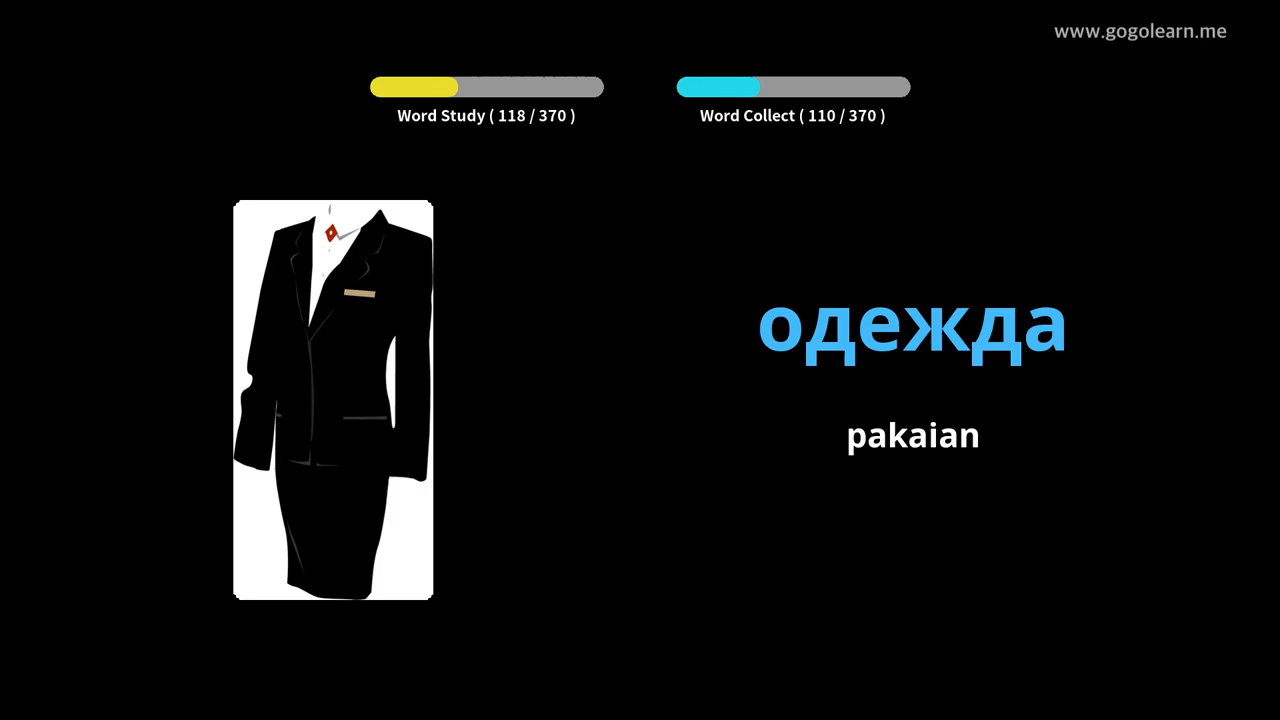 www.gogolearn.me
Word Study ( 118 / 370 )
Word Collect ( 110 / 370 )
одежда
pakaian